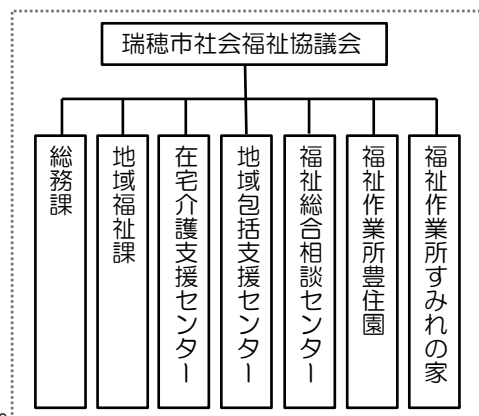 瑞穂市社会福祉協議会
総務課
地域福祉課
在宅介護支援センター
地域包括支援センター
福祉総合相談センター
福祉作業所豊住園
福祉作業所すみれの家